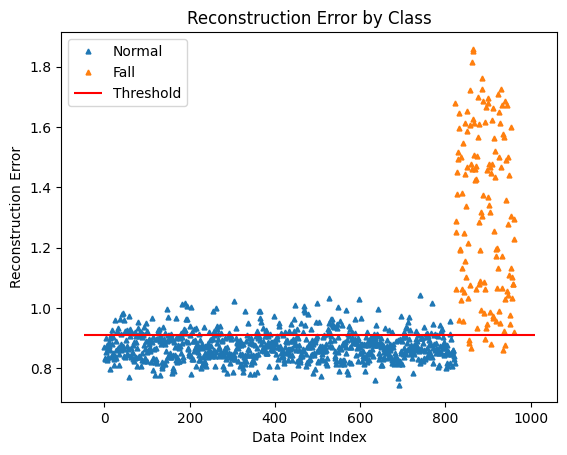 Reconstruction Error by Class
Normal
Fall
Threshold
Reconstruction Error
1.8
1.6
1.4
1.2
1.0
0.8
0
200
400
600
800
1000
Data Point Index